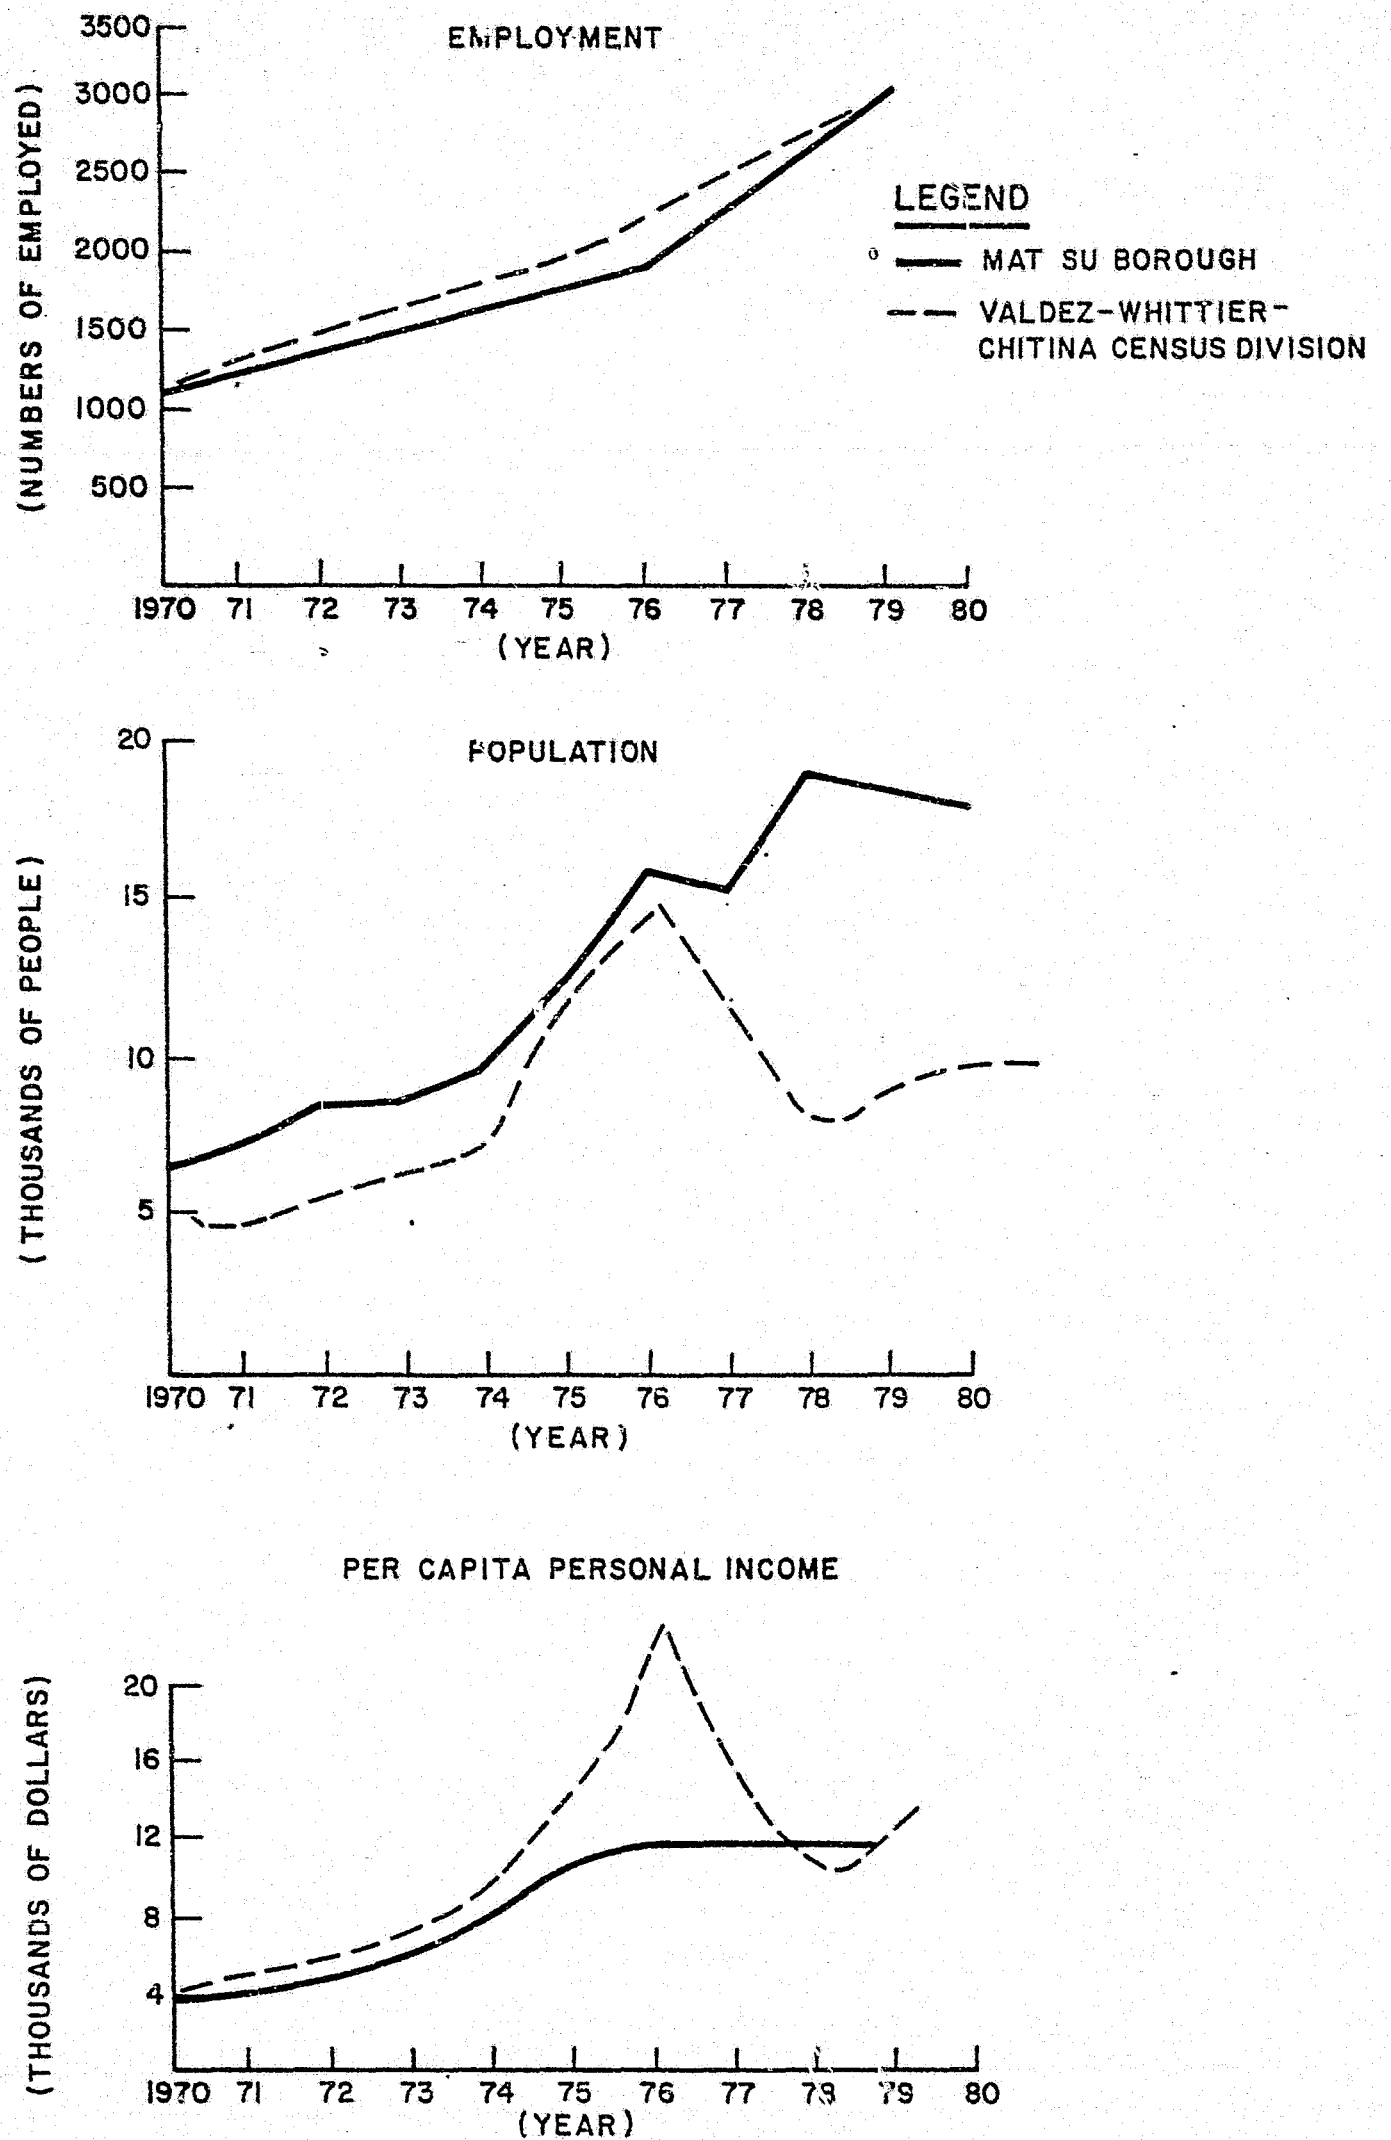 EMPLOYMENT
(NUMBERS OF EMPLOYED)
3500
3000
2500
2000
1500
1000
500
1970 71 72 73 74 75 76 77 78 79 80
(YEAR)
LEGEND
MAT SU BOROUGH
VALDEZ-WHITTIER-
CHITINA CENSUS DIVISION
POPULATION
(THOUSANDS OF PEOPLE)
20
15
10
5
1970 71 72 73 74 75 76 77 78 79 80
(YEAR)
PER CAPITA PERSONAL INCOME
(THOUSANDS OF DOLLARS)
20
16
12
8
4
1970 71 72 73 74 75 76 77 78 79 80
(YEAR)